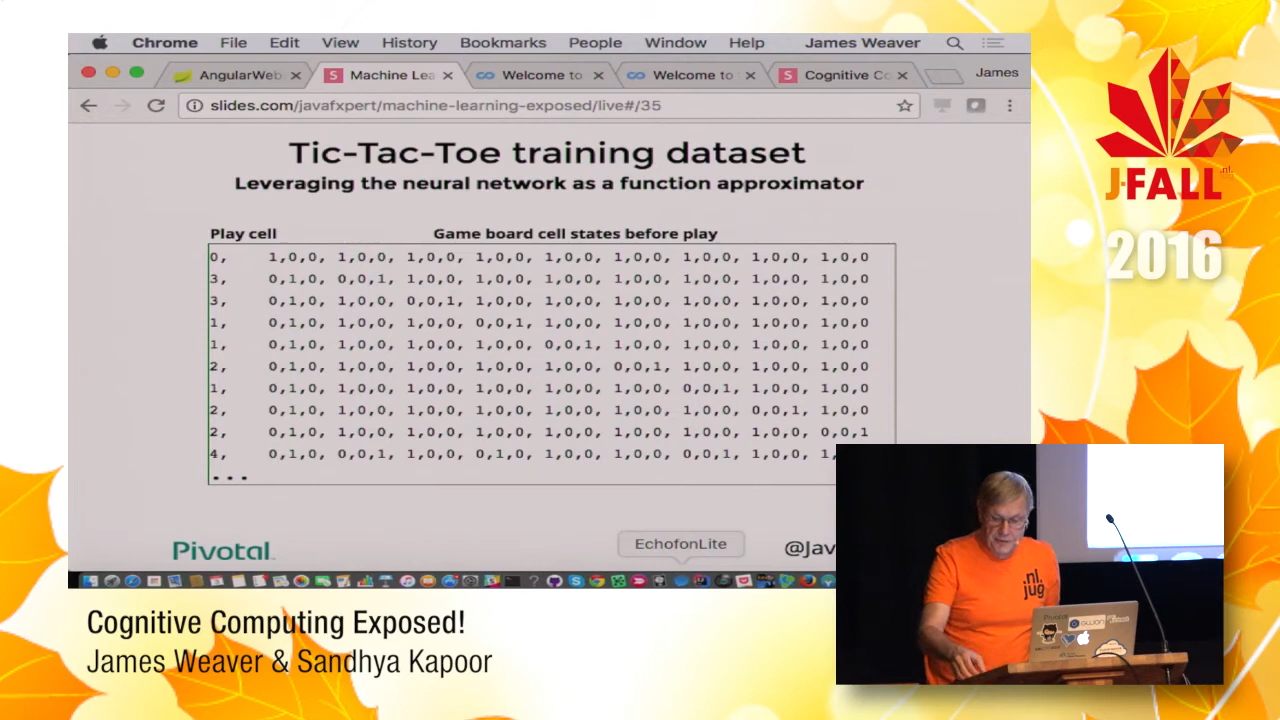 Chrome File Edit View History Bookmarks People Window Help James Weaver
AngularWeb Machine Lea Welcome to Welcome to Cognitive Co James
slides.com/javafxpert/machine-learning-exposed/live#/35
Tic-Tac-Toe training dataset
Leveraging the neural network as a function approximator
Play cell Game board cell states before play
0, 1,0,0, 1,0,0, 1,0,0, 1,0,0, 1,0,0, 1,0,0, 1,0,0, 1,0,0, 1,0,0
3, 0,1,0, 0,0,1, 1,0,0, 1,0,0, 1,0,0, 1,0,0, 1,0,0, 1,0,0, 1,0,0
3, 0,1,0, 1,0,0, 0,0,1, 1,0,0, 1,0,0, 1,0,0, 1,0,0, 1,0,0, 1,0,0
1, 0,1,0, 1,0,0, 1,0,0, 0,0,1, 1,0,0, 1,0,0, 1,0,0, 1,0,0, 1,0,0
1, 0,1,0, 1,0,0, 1,0,0, 1,0,0, 0,0,1, 1,0,0, 1,0,0, 1,0,0, 1,0,0
2, 0,1,0, 1,0,0, 1,0,0, 1,0,0, 1,0,0, 0,0,1, 1,0,0, 1,0,0, 1,0,0
1, 0,1,0, 1,0,0, 1,0,0, 1,0,0, 1,0,0, 1,0,0, 0,0,1, 1,0,0, 1,0,0
2, 0,1,0, 1,0,0, 1,0,0, 1,0,0, 1,0,0, 1,0,0, 1,0,0, 0,0,1, 1,0,0
2, 0,1,0, 1,0,0, 1,0,0, 1,0,0, 1,0,0, 1,0,0, 1,0,0, 1,0,0, 0,0,1
4, 0,1,0, 0,0,1, 1,0,0, 0,1,0, 1,0,0, 1,0,0, 0,0,1, 1,0,0, 1,
...
Pivotal
EchofonLite
@Jav
J-FALL
.nl
2016
.nl
jug
Pivotal
Cognitive Computing Exposed!
James Weaver & Sandhya Kapoor